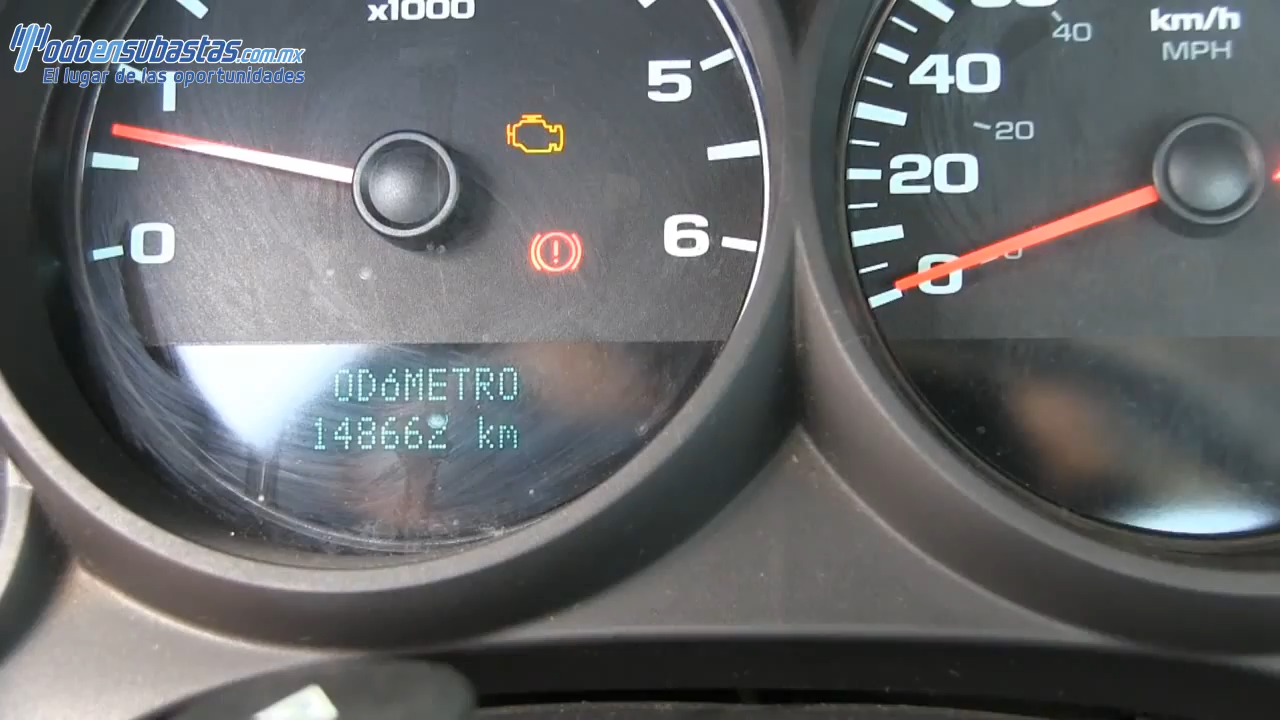 Todoensubastas.com.mx
El lugar de las oportunidades
x1000
0
1
5
6
km/h
MPH
40
40
20
20
0
ODóMETRO
148662 km